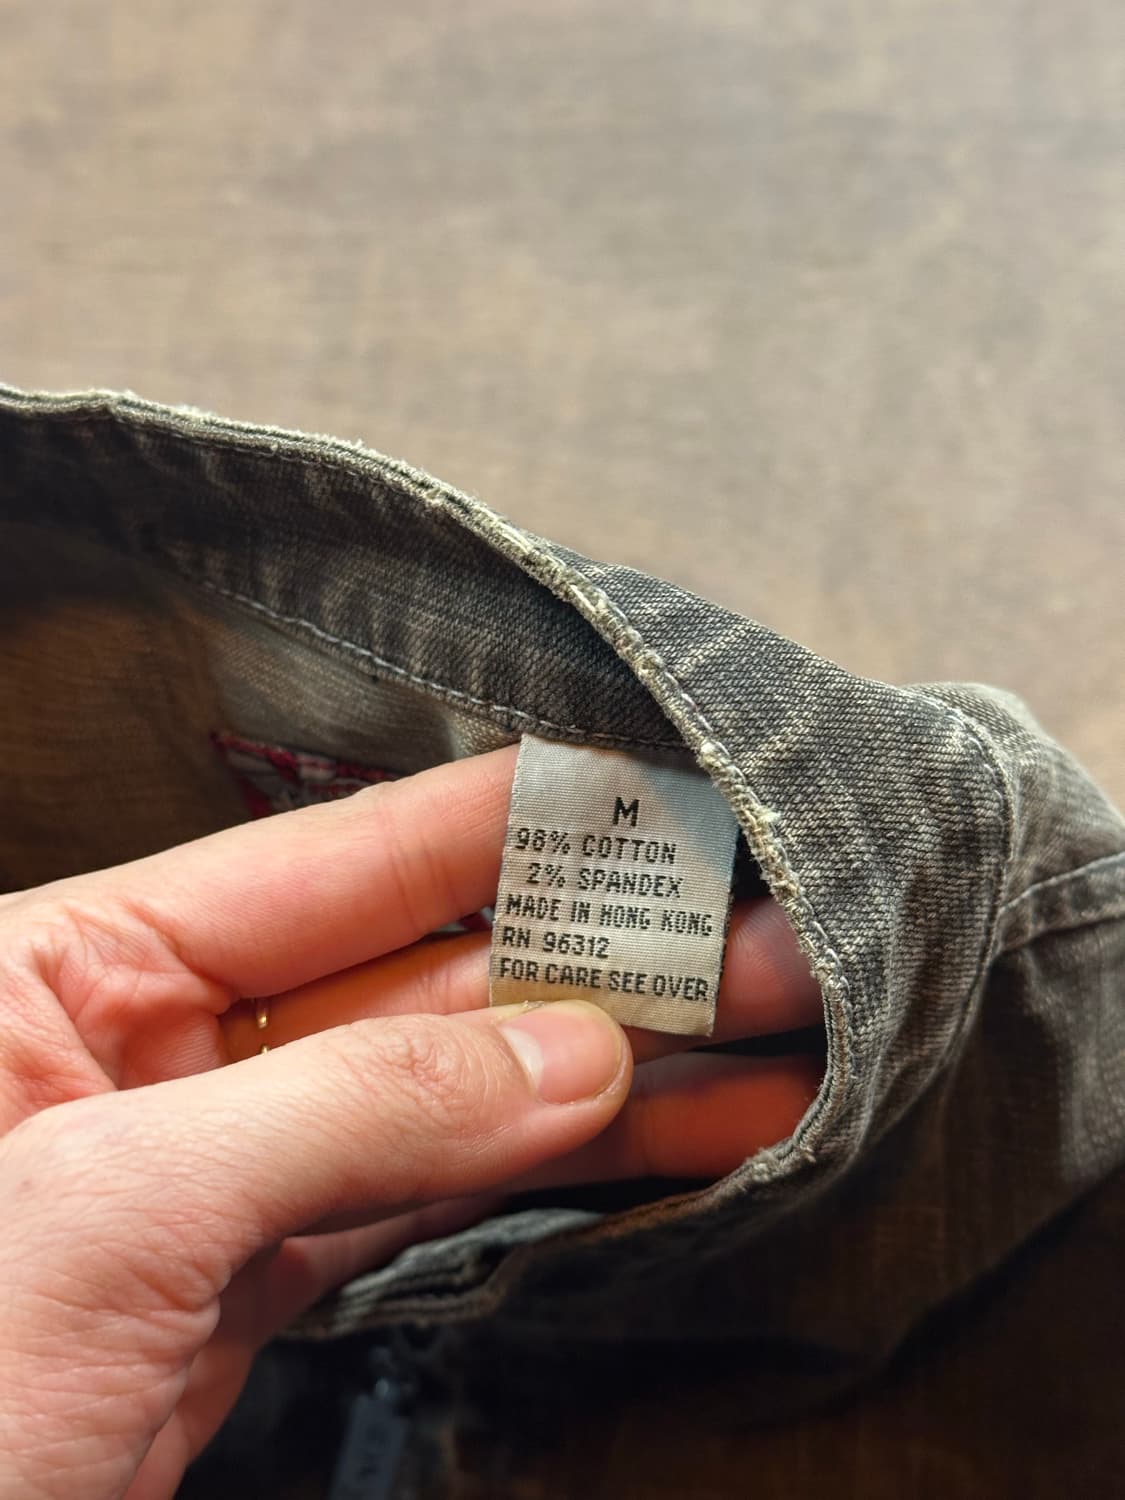 M
98% COTTON
2% SPANDEX
MADE IN HONG KONG
RN 96312
FOR CARE SEE OVER